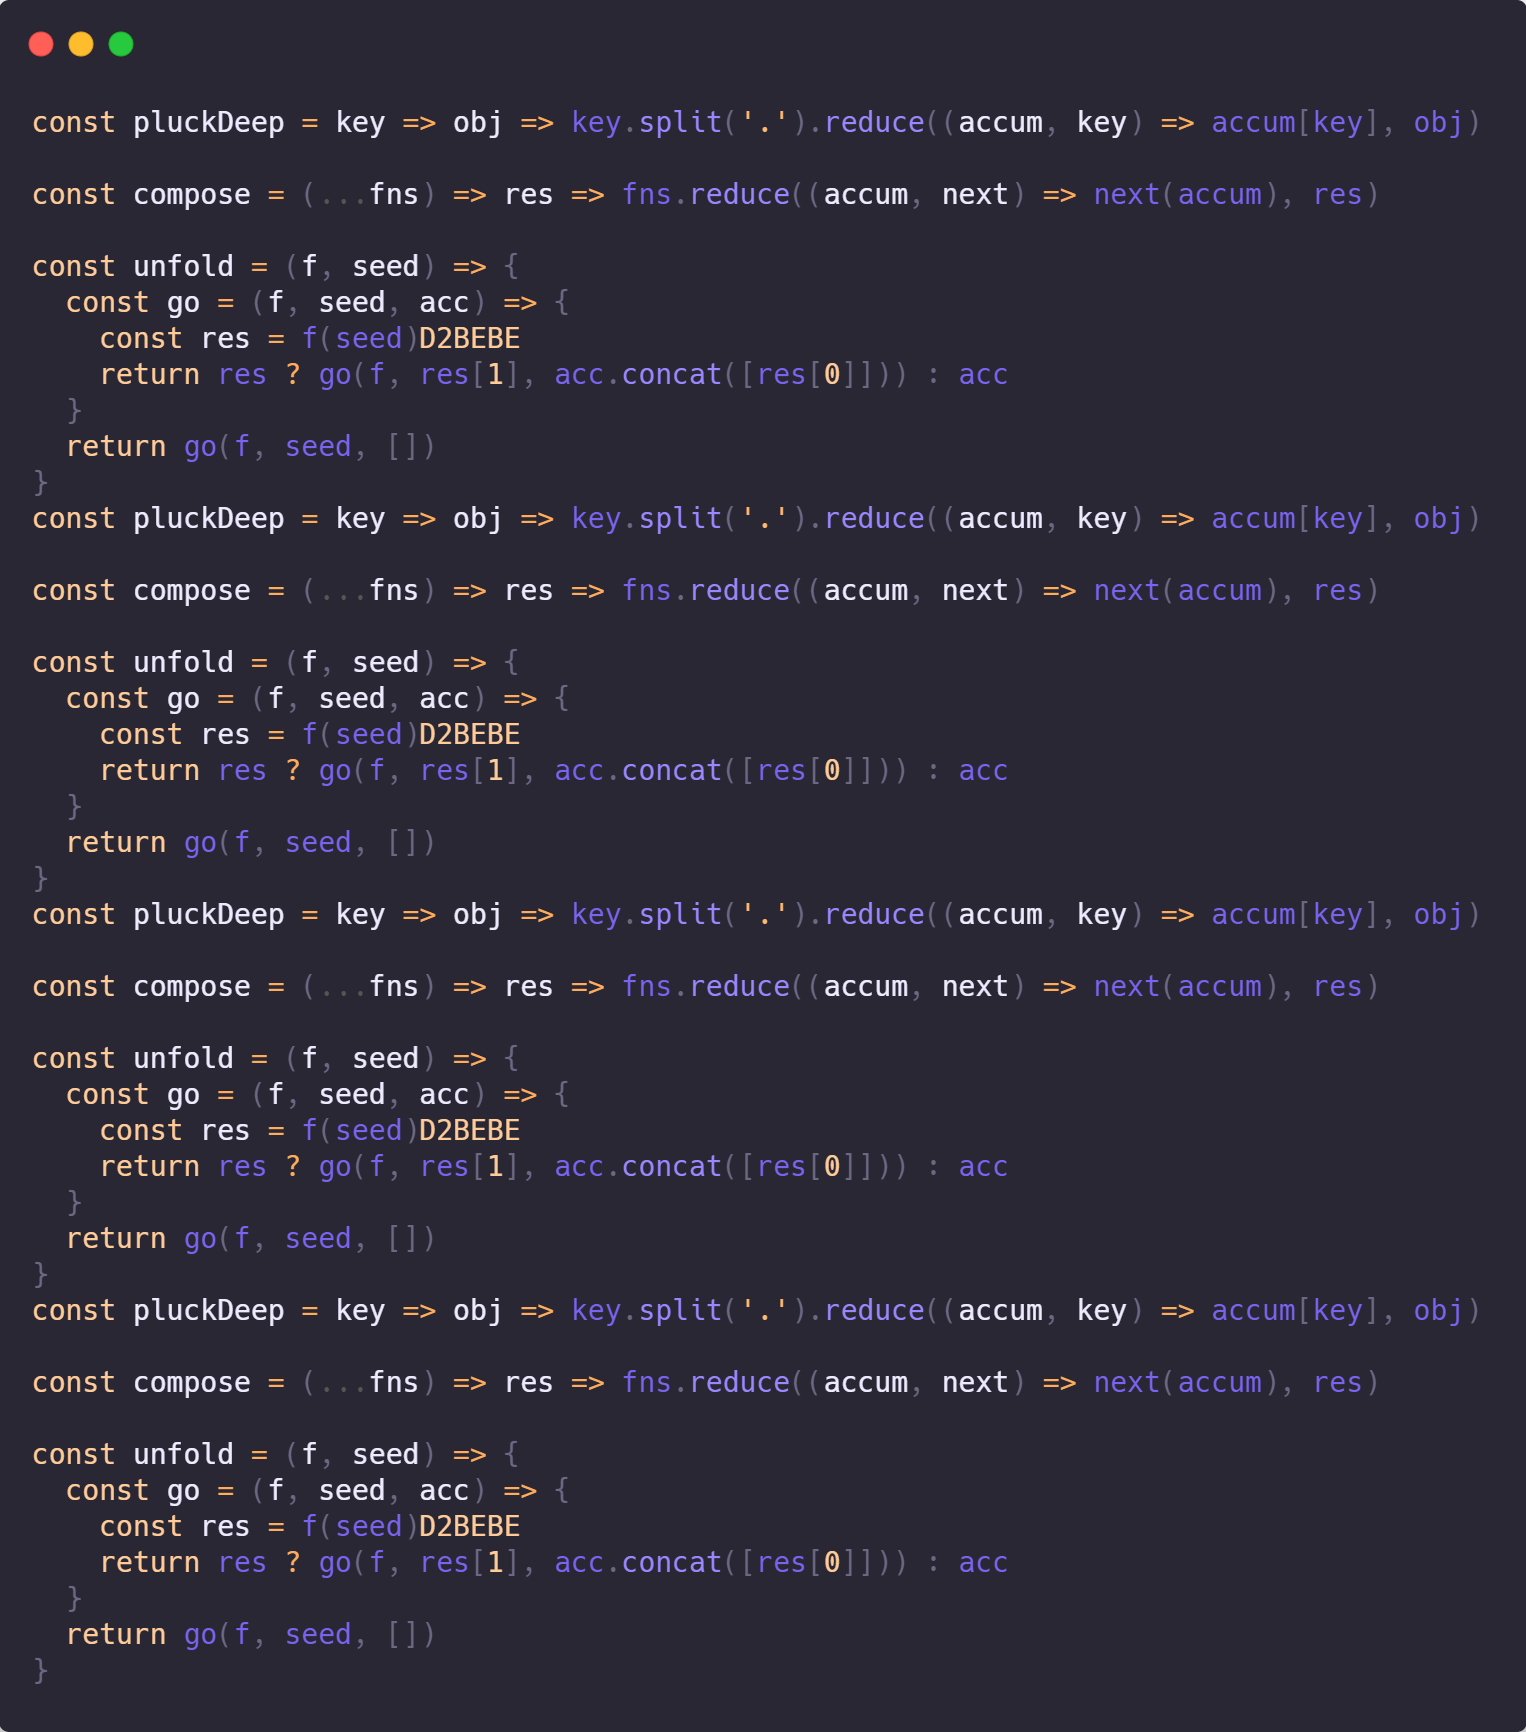 const pluckDeep = key => obj => key.split('.').reduce((accum, key) => accum[key], obj)

const compose = (...fns) => res => fns.reduce((accum, next) => next(accum), res)

const unfold = (f, seed) => {
  const go = (f, seed, acc) => {
    const res = f(seed)D2BEBE
    return res ? go(f, res[1], acc.concat([res[0]])) : acc
  }
  return go(f, seed, [])
}
const pluckDeep = key => obj => key.split('.').reduce((accum, key) => accum[key], obj)

const compose = (...fns) => res => fns.reduce((accum, next) => next(accum), res)

const unfold = (f, seed) => {
  const go = (f, seed, acc) => {
    const res = f(seed)D2BEBE
    return res ? go(f, res[1], acc.concat([res[0]])) : acc
  }
  return go(f, seed, [])
}
const pluckDeep = key => obj => key.split('.').reduce((accum, key) => accum[key], obj)

const compose = (...fns) => res => fns.reduce((accum, next) => next(accum), res)

const unfold = (f, seed) => {
  const go = (f, seed, acc) => {
    const res = f(seed)D2BEBE
    return res ? go(f, res[1], acc.concat([res[0]])) : acc
  }
  return go(f, seed, [])
}
const pluckDeep = key => obj => key.split('.').reduce((accum, key) => accum[key], obj)

const compose = (...fns) => res => fns.reduce((accum, next) => next(accum), res)

const unfold = (f, seed) => {
  const go = (f, seed, acc) => {
    const res = f(seed)D2BEBE
    return res ? go(f, res[1], acc.concat([res[0]])) : acc
  }
  return go(f, seed, [])
}